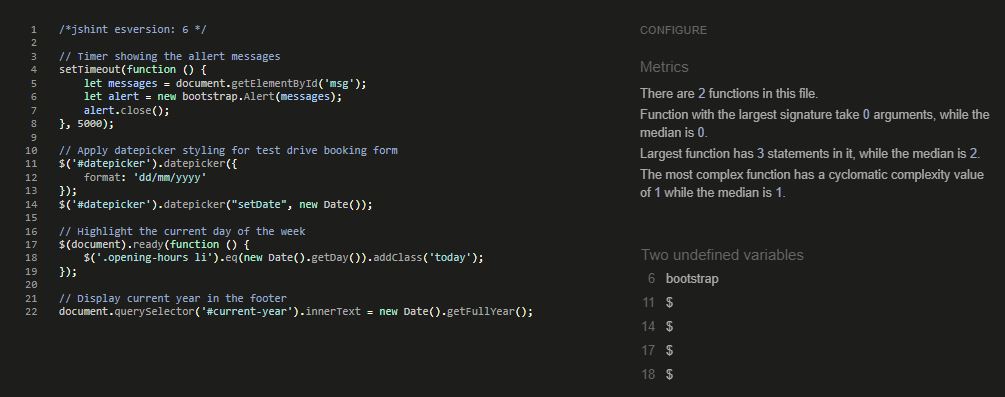 1 /*jshint esversion: 6 */
2
3 // Timer showing the allert messages
4 setTimeout(function () {
5 let messages = document.getElementById('msg');
6 let alert = new bootstrap.Alert(messages);
7 alert.close();
8 }, 5000);
9
10 // Apply datepicker styling for test drive booking form
11 $('#datepicker').datepicker({
12 format: 'dd/mm/yyyy'
13 });
14 $('#datepicker').datepicker("setDate", new Date());
15
16 // Highlight the current day of the week
17 $(document).ready(function () {
18 $('.opening-hours li').eq(new Date().getDay()).addClass('today');
19 });
20
21 // Display current year in the footer
22 document.querySelector('#current-year').innerText = new Date().getFullYear();
CONFIGURE
Metrics
There are 2 functions in this file.
Function with the largest signature take 0 arguments, while the
median is 0.
Largest function has 3 statements in it, while the median is 2.
The most complex function has a cyclomatic complexity value
of 1 while the median is 1.
Two undefined variables
6 bootstrap
11 $
14 $
17 $
18 $